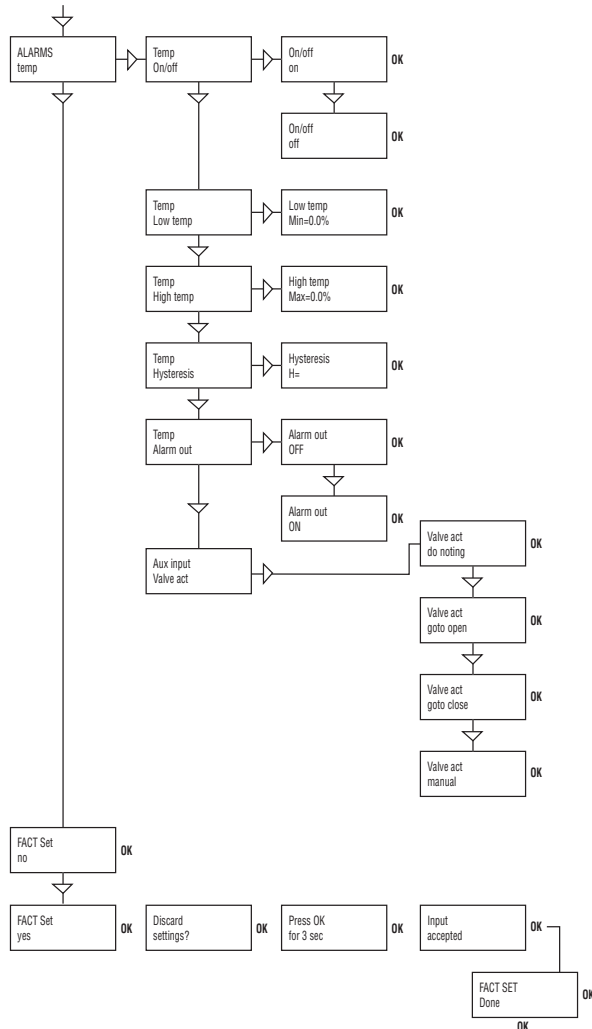 ALARMS
temp
Temp
On/off
On/off
on
OK
On/off
off
OK
Temp
Low temp
Low temp
Min=0.0%
OK
Temp
High temp
High temp
Max=0.0%
OK
Temp
Hysteresis
Hysteresis
H=
OK
Temp
Alarm out
Alarm out
OFF
OK
Alarm out
ON
OK
Aux input
Valve act
Valve act
do noting
OK
Valve act
goto open
OK
Valve act
goto close
OK
Valve act
manual
OK
FACT Set
no
OK
FACT Set
yes
OK
Discard
settings?
OK
Press OK
for 3 sec
OK
Input
accepted
OK
FACT SET
Done
OK
OK